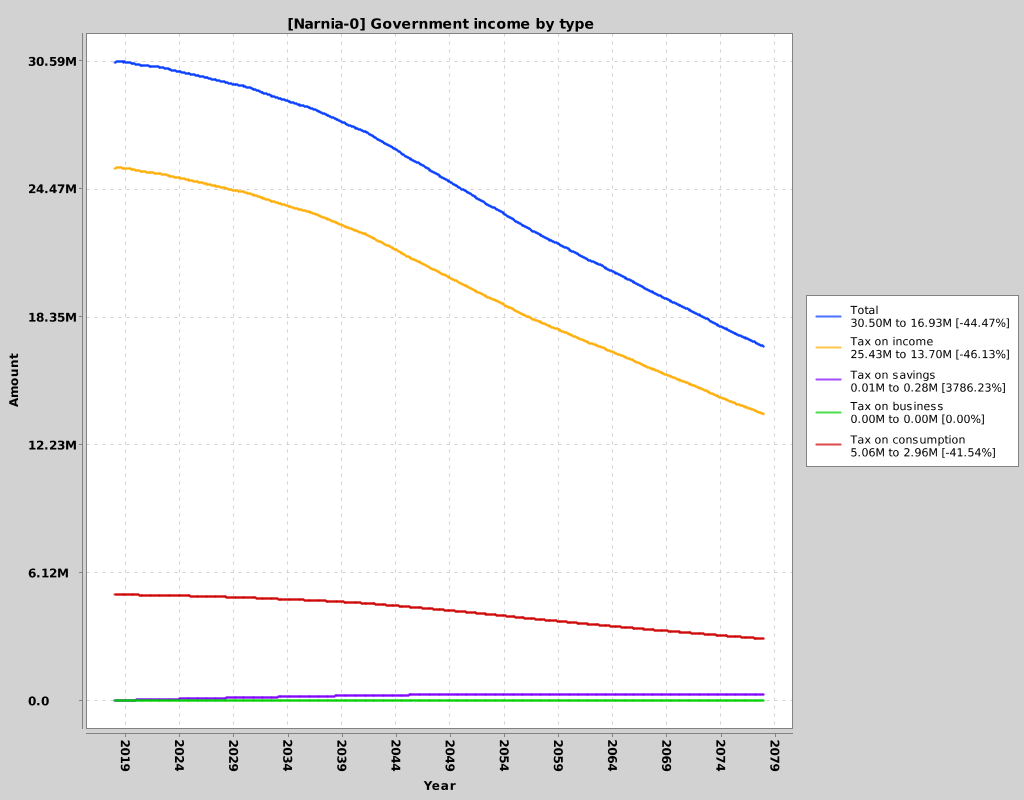 [Narnia-0] Government income by type
30.59M
24.47M
18.35M
12.23M
6.12M
0.0
Amount
2019
2024
2029
2034
2039
2044
2049
2054
2059
2064
2069
2074
2079
Year
Total
30.50M to 16.93M [-44.47%]
Tax on income
25.43M to 13.70M [-46.13%]
Tax on savings
0.01M to 0.28M [3786.23%]
Tax on business
0.00M to 0.00M [0.00%]
Tax on consumption
5.06M to 2.96M [-41.54%]